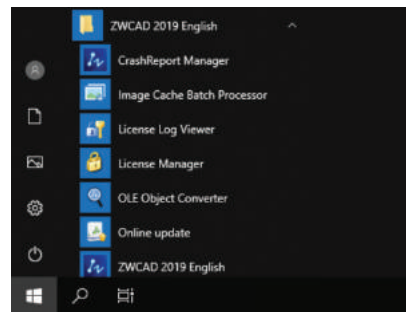 ZWCAD 2019 English
CrashReport Manager
Image Cache Batch Processor
License Log Viewer
License Manager
OLE Object Converter
Online update
ZWCAD 2019 English